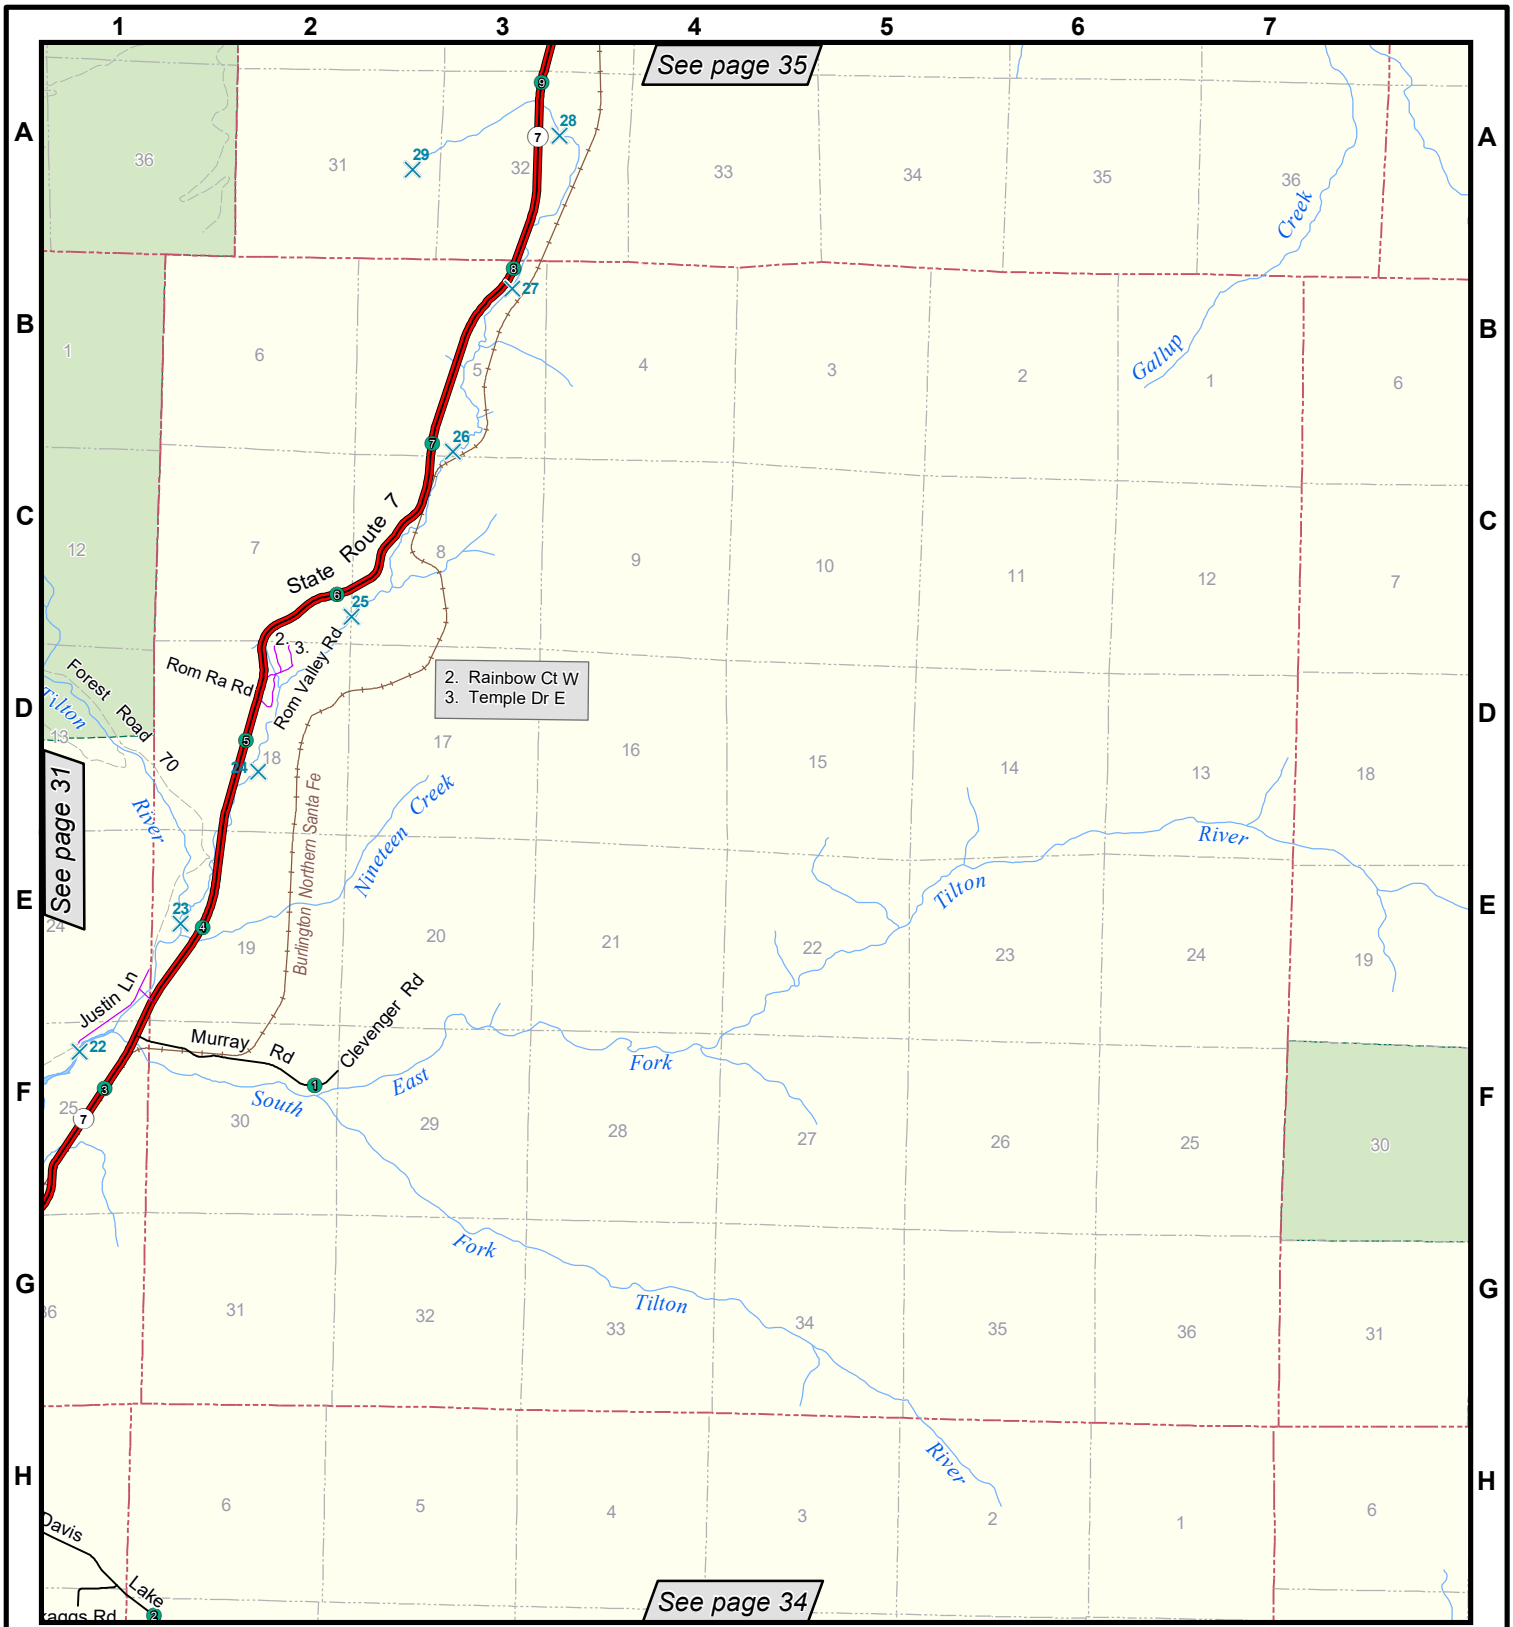 1 2 3 4 5 6 7
See page 35
9
A 36 31 29 7 28 32 33 34 35 36 A
Creek
8
27
B 1 6 5 4 3 2 Gallup 1 6 B
7 26
C 12 7 State Route 7 8 9 10 11 12 7 C
6 25
2. 3.
Forest Road 70
Rom Ra Rd
Rom Valley Rd
2. Rainbow Ct W
3. Temple Dr E
D Tilton 13 D
5 24 18 17 16 15 14 13 18
See page 31
River
Burlington Northern Santa Fe
Nineteen Creek
River
Tilton
E 24 23 4 19 20 21 22 23 24 19 E
Justin Ln
22
Murray Rd
Clevenger Rd
Fork
F 3 1 East F
South
25 7 30 29 28 27 26 25 30
Fork
G G
36 31 32 33 34 35 36 31
Tilton
River
H H
6 5 4 3 2 1 6
Davis
Lake
2
raggs Rd
See page 34